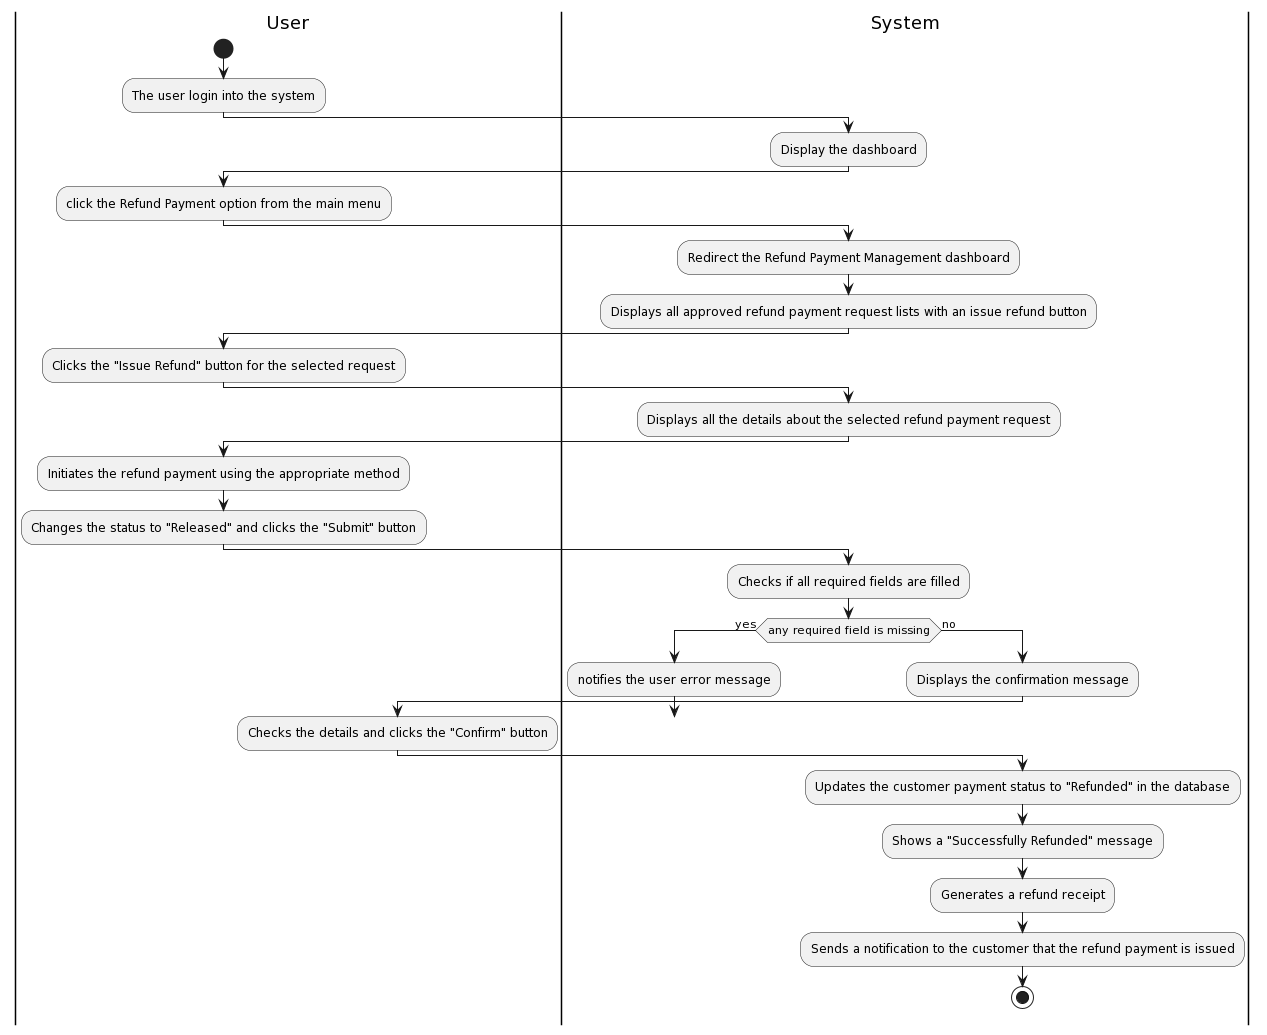 User
System
The user login into the system
Display the dashboard
click the Refund Payment option from the main menu
Redirect the Refund Payment Management dashboard
Displays all approved refund payment request lists with an issue refund button
Clicks the "Issue Refund" button for the selected request
Displays all the details about the selected refund payment request
Initiates the refund payment using the appropriate method
Changes the status to "Released" and clicks the "Submit" button
Checks if all required fields are filled
yes
any required field is missing
no
notifies the user error message
Displays the confirmation message
Checks the details and clicks the "Confirm" button
Updates the customer payment status to "Refunded" in the database
Shows a "Successfully Refunded" message
Generates a refund receipt
Sends a notification to the customer that the refund payment is issued